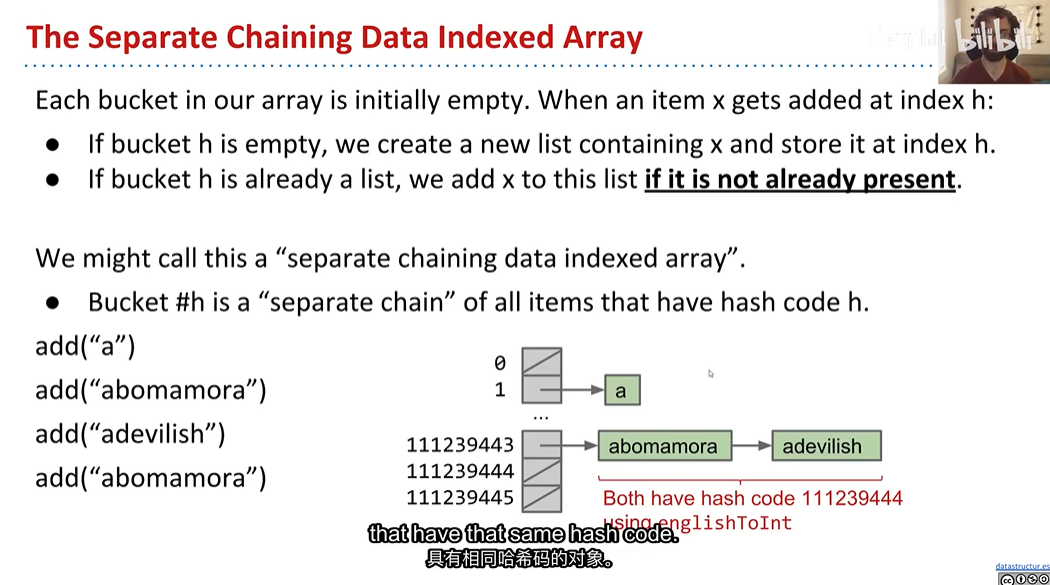 The Separate Chaining Data Indexed Array
bilibili
Each bucket in our array is initially empty. When an item x gets added at index h:
● If bucket h is empty, we create a new list containing x and store it at index h.
● If bucket h is already a list, we add x to this list if it is not already present.
We might call this a “separate chaining data indexed array”.
● Bucket #h is a “separate chain” of all items that have hash code h.
add(“a”)
add(“abomamora”)
add(“adevilish”)
add(“abomamora”)
0
1
a
...
111239443
abomamora
adevilish
111239444
111239445
Both have hash code 111239444
using englishToInt
that have that same hash code.
具有相同哈希码的对象。
datastructur.es